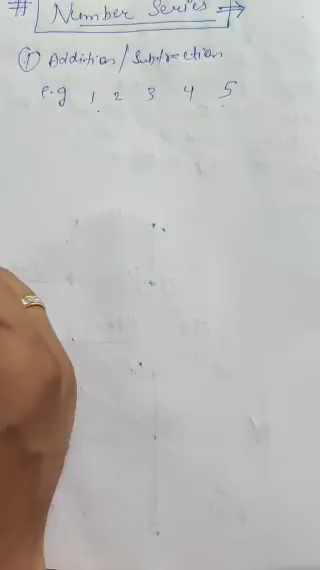 # Number Series →
① Addition/Subtraction
e.g 1 2 3 4 5